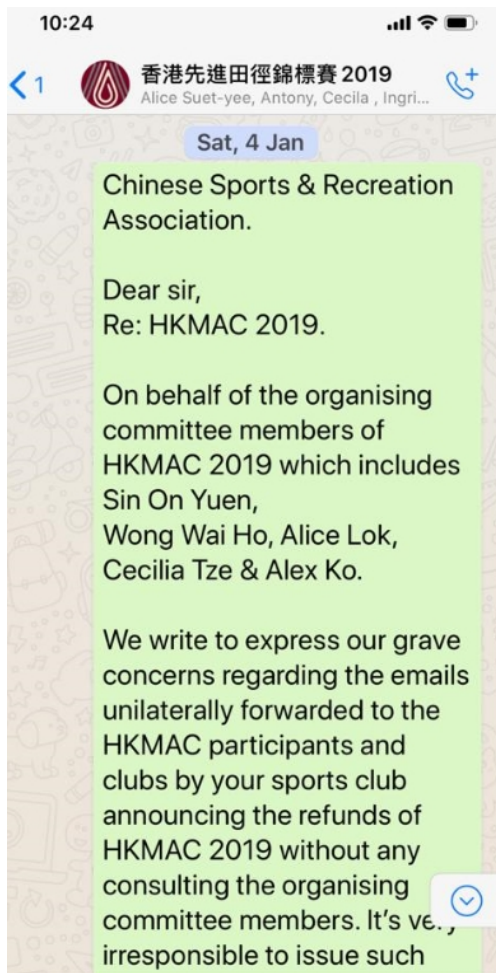 10:24
1
香港先進田徑錦標賽 2019
Alice Suet-yee, Antony, Cecila , Ingri...
Sat, 4 Jan
Chinese Sports & Recreation
Association.
Dear sir,
Re: HKMAC 2019.
On behalf of the organising
committee members of
HKMAC 2019 which includes
Sin On Yuen,
Wong Wai Ho, Alice Lok,
Cecilia Tze & Alex Ko.
We write to express our grave
concerns regarding the emails
unilaterally forwarded to the
HKMAC participants and
clubs by your sports club
announcing the refunds of
HKMAC 2019 without any
consulting the organising
committee members. It's very
irresponsible to issue such